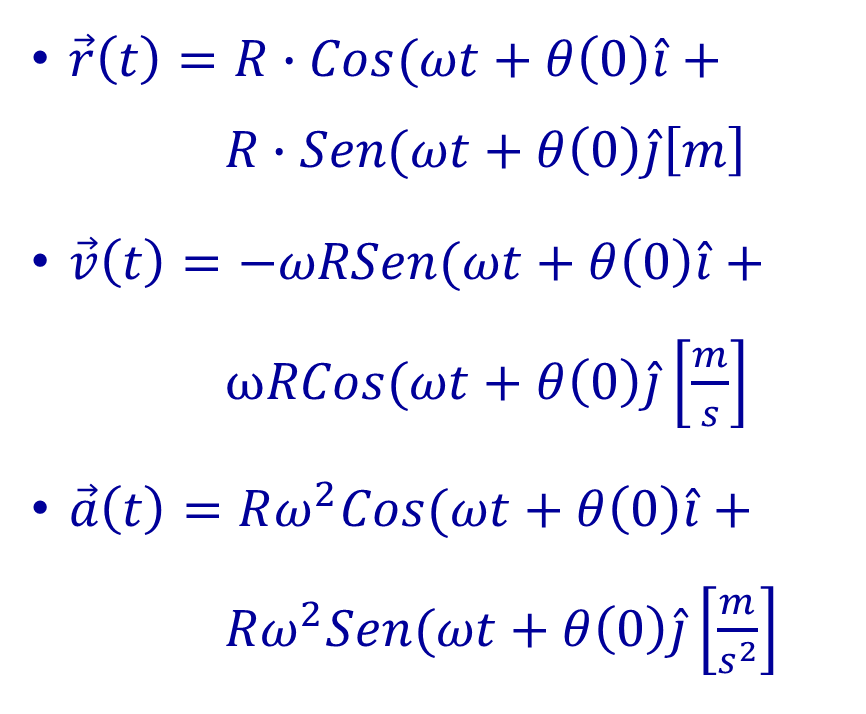 • r⃗(t) = R · Cos(ωt + θ(0)î +
R · Sen(ωt + θ(0)ĵ[m]
• v⃗(t) = −ωRSen(ωt + θ(0)î +
ωRCos(ωt + θ(0)ĵ [m/s]
• a⃗(t) = Rω²Cos(ωt + θ(0)î +
Rω²Sen(ωt + θ(0)ĵ [m/s²]